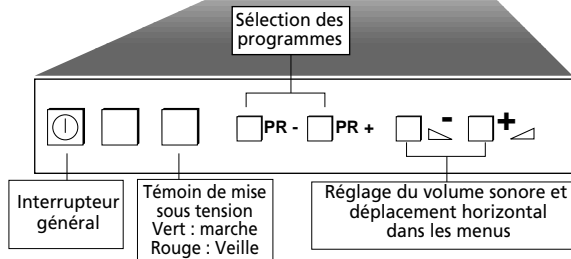 Sélection des
programmes
PR - PR + - +
Interrupteur
général
Témoin de mise
sous tension
Vert : marche
Rouge : Veille
Réglage du volume sonore et
déplacement horizontal
dans les menus